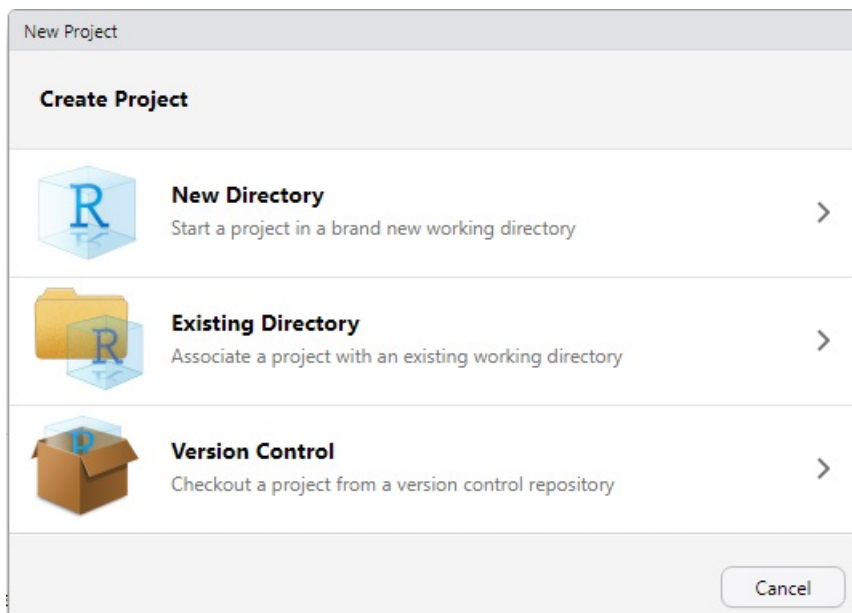 New Project
Create Project
R
New Directory
Start a project in a brand new working directory
R
Existing Directory
Associate a project with an existing working directory
R
Version Control
Checkout a project from a version control repository
Cancel